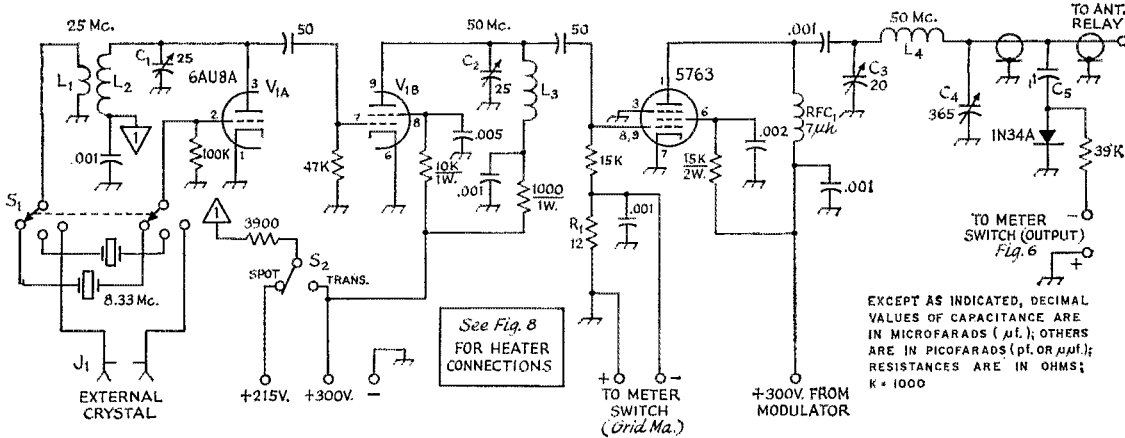 25 Mc.
50
50 Mc.
50
.001
50 Mc.
TO ANT.
RELAY
L1
L2
C1
25
6AU8A
V1A
3
2
1
1
.001
100K
47K
9
7
8
6
V1B
C2
25
L3
.005
10K
1W.
.001
1000
1W.
5763
1
3
8,9
6
7
15K
15K
2W.
.002
RFC1
7μh
.001
C3
20
L4
C4
365
.1
C5
1N34A
39K
S1
8.33 Mc.
J1
EXTERNAL
CRYSTAL
1
3900
SPOT
S2
TRANS.
+215V.
+300V.
−
See Fig. 8
FOR HEATER
CONNECTIONS
R1
12
.001
+
−
TO METER
SWITCH
(Grid Ma.)
+300V. FROM
MODULATOR
TO METER
SWITCH (OUTPUT)
Fig. 6
−
+
EXCEPT AS INDICATED, DECIMAL
VALUES OF CAPACITANCE ARE
IN MICROFARADS (μf.); OTHERS
ARE IN PICOFARADS (pf. OR μμf.);
RESISTANCES ARE IN OHMS;
K = 1000